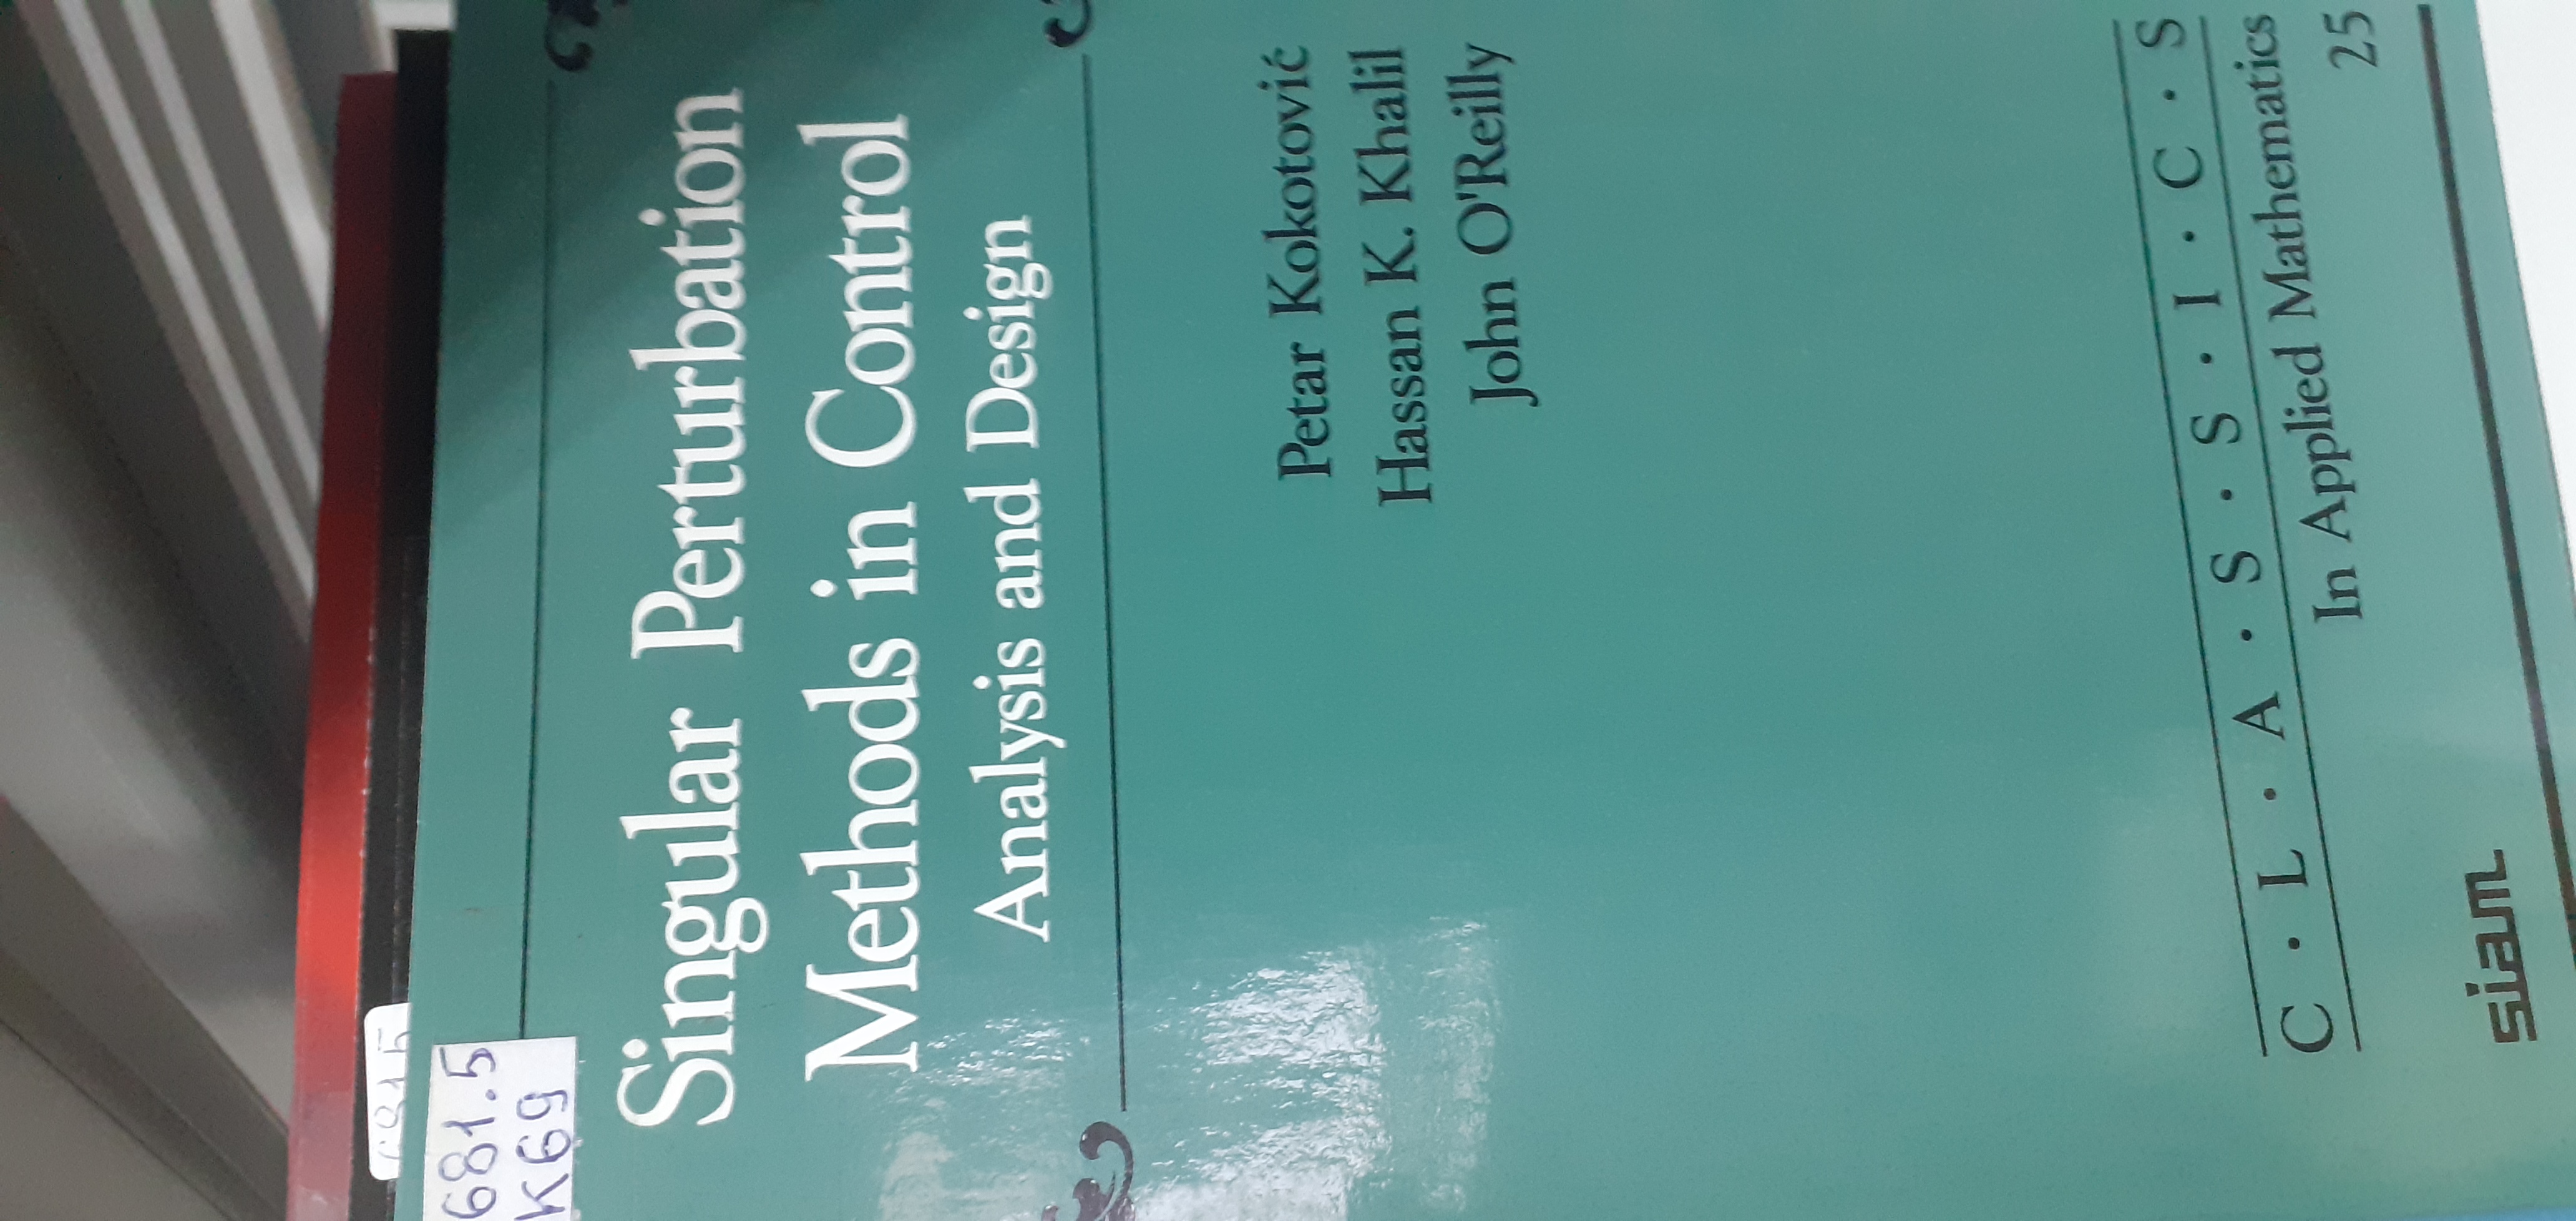 Singular Perturbation
Methods in Control
Analysis and Design
Petar Kokotović
Hassan K. Khalil
John O'Reilly
C · L · A · S · S · I · C · S
In Applied Mathematics
25
siam
681.5
K69